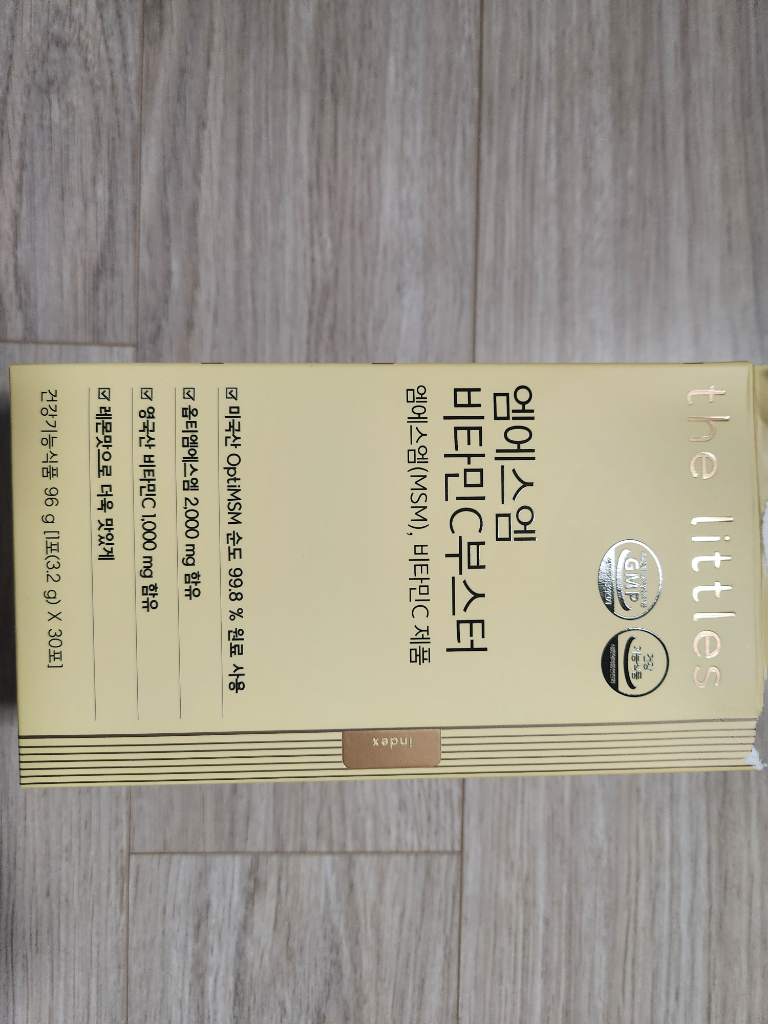 the littles
GMP
건강
기능식품
엠에스엠
비타민C부스터
엠에스엠(MSM), 비타민C 제품
미국산 OptiMSM 순도 99.8 % 원료 사용
옵티엠에스엠 2,000 mg 함유
영국산 비타민C 1,000 mg 함유
레몬맛으로 더욱 맛있게
건강기능식품 96 g [1포(3.2 g) X 30포]
index